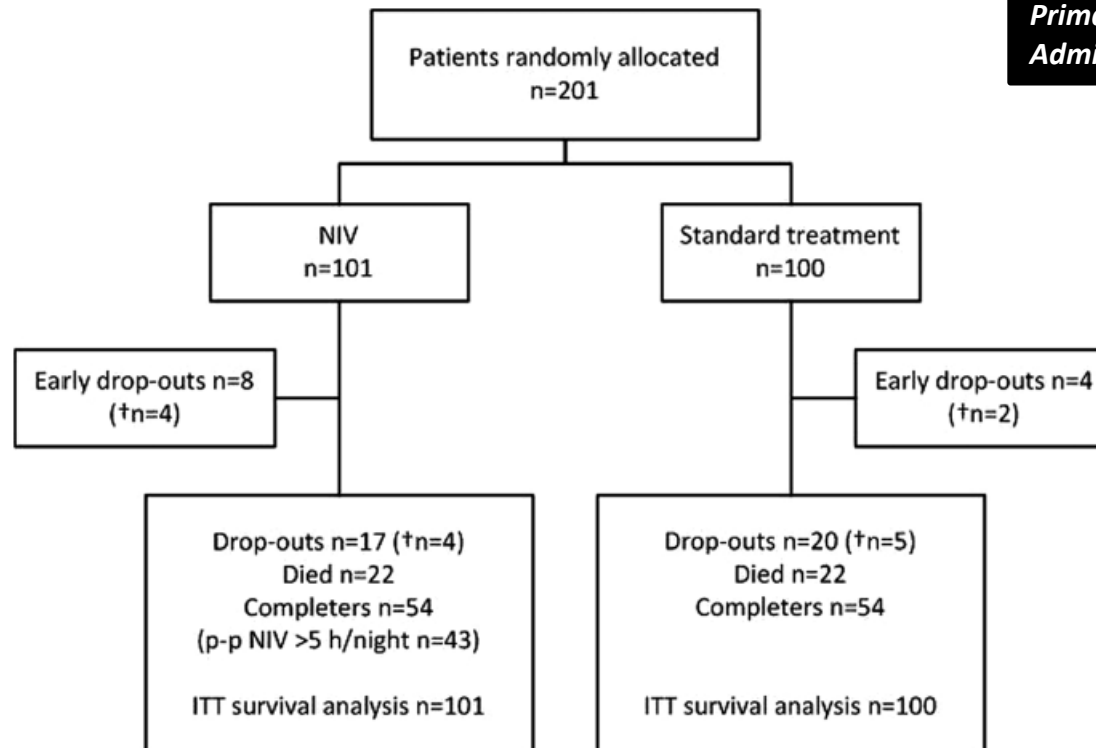 Patients randomly allocated
n=201
NIV
n=101
Standard treatment
n=100
Early drop-outs n=8
(†n=4)
Early drop-outs n=4
(†n=2)
Drop-outs n=17 (†n=4)
Died n=22
Completers n=54
(p-p NIV >5 h/night n=43)
ITT survival analysis n=101
Drop-outs n=20 (†n=5)
Died n=22
Completers n=54
ITT survival analysis n=100